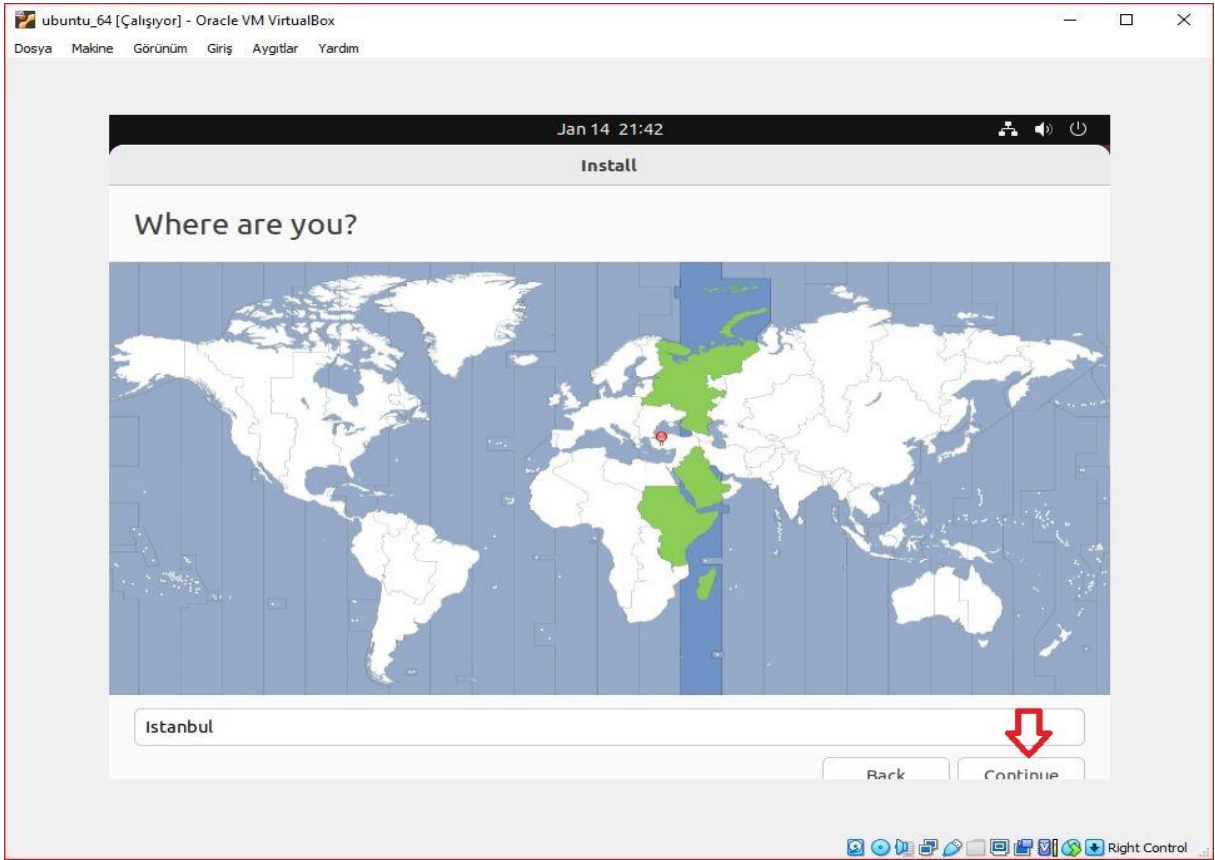 ubuntu_64 [Çalışıyor] - Oracle VM VirtualBox
Dosya Makine Görünüm Giriş Aygıtlar Yardım
Jan 14 21:42
Install
Where are you?
Istanbul
Back Continue
Right Control